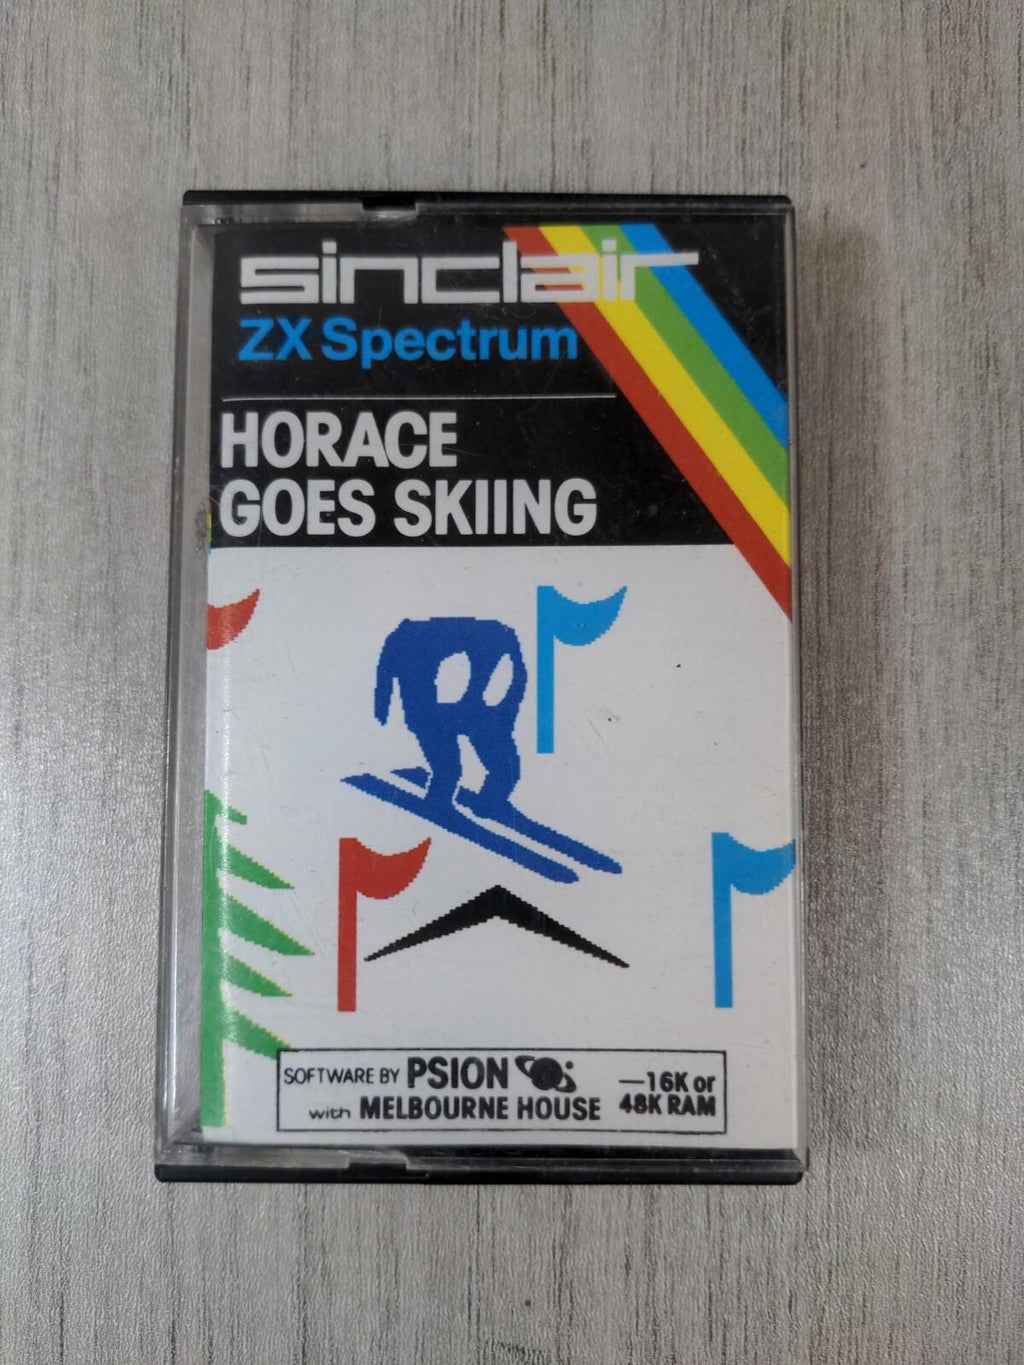 sinclair
ZX Spectrum
HORACE
GOES SKIING
SOFTWARE BY PSION
with MELBOURNE HOUSE
—16K or
48K RAM